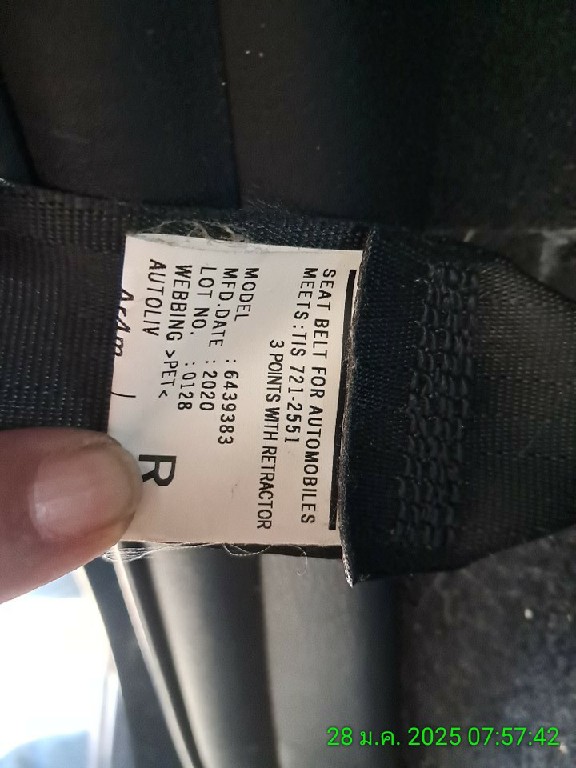 SEAT BELT FOR AUTOMOBILES
MEETS : TIS 721-2551
3 POINTS WITH RETRACTOR
MODEL : 6439383
MFD.DATE : 2020
LOT NO. : 0128
WEBBING >PET<
AUTOLIV
R
28 ม.ค. 2025 07:57:42